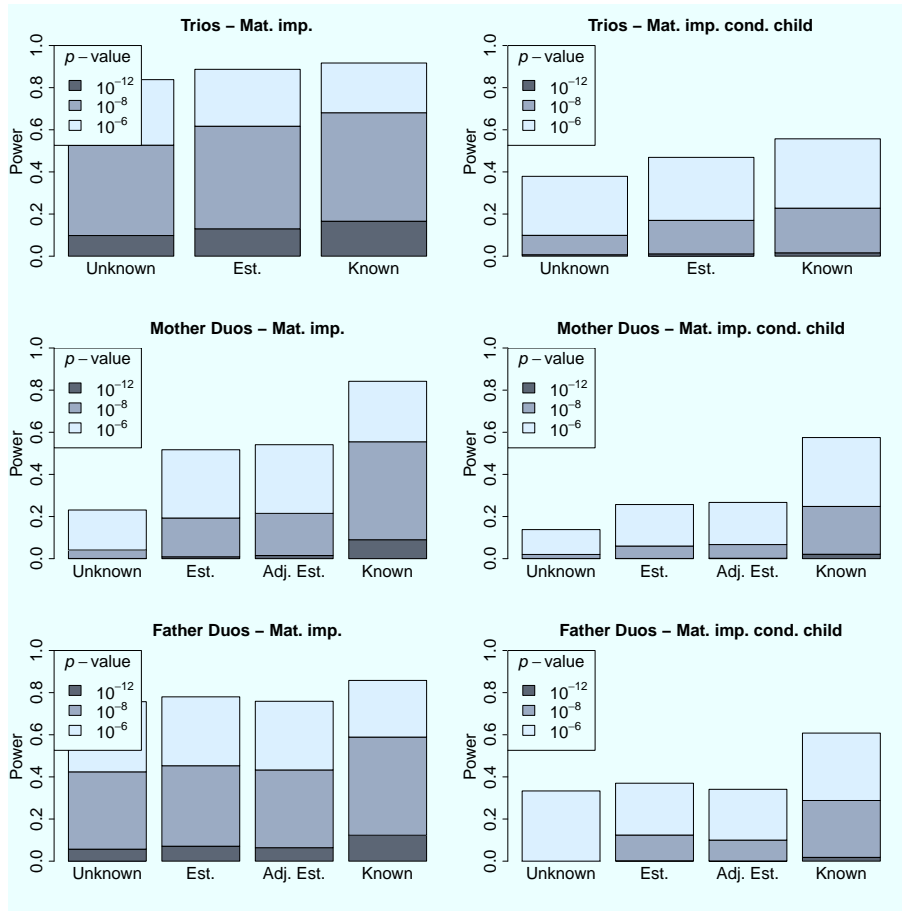 Trios – Mat. imp.
Power
0.0 0.2 0.4 0.6 0.8 1.0
p – value
10−12
10−8
10−6
Unknown Est. Known
Trios – Mat. imp. cond. child
Power
0.0 0.2 0.4 0.6 0.8 1.0
p – value
10−12
10−8
10−6
Unknown Est. Known
Mother Duos – Mat. imp.
Power
0.0 0.2 0.4 0.6 0.8 1.0
p – value
10−12
10−8
10−6
Unknown Est. Adj. Est. Known
Mother Duos – Mat. imp. cond. child
Power
0.0 0.2 0.4 0.6 0.8 1.0
p – value
10−12
10−8
10−6
Unknown Est. Adj. Est. Known
Father Duos – Mat. imp.
Power
0.0 0.2 0.4 0.6 0.8 1.0
p – value
10−12
10−8
10−6
Unknown Est. Adj. Est. Known
Father Duos – Mat. imp. cond. child
Power
0.0 0.2 0.4 0.6 0.8 1.0
p – value
10−12
10−8
10−6
Unknown Est. Adj. Est. Known